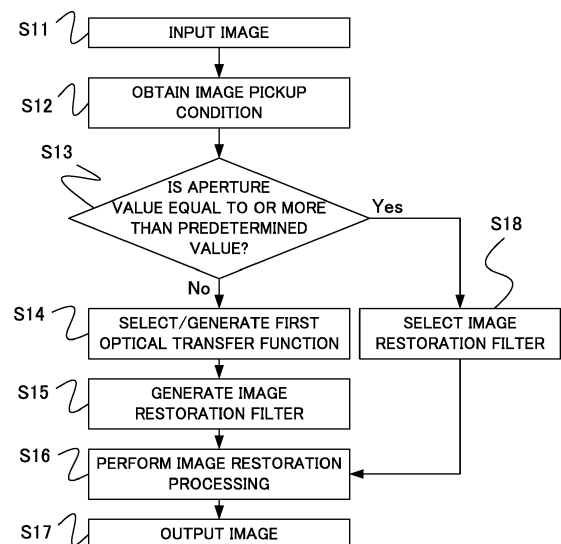 S11
INPUT IMAGE
S12
OBTAIN IMAGE PICKUP
CONDITION
S13
IS APERTURE
VALUE EQUAL TO OR MORE
THAN PREDETERMINED
VALUE?
Yes
No
S18
S14
SELECT/GENERATE FIRST
OPTICAL TRANSFER FUNCTION
SELECT IMAGE
RESTORATION FILTER
S15
GENERATE IMAGE
RESTORATION FILTER
S16
PERFORM IMAGE RESTORATION
PROCESSING
S17
OUTPUT IMAGE